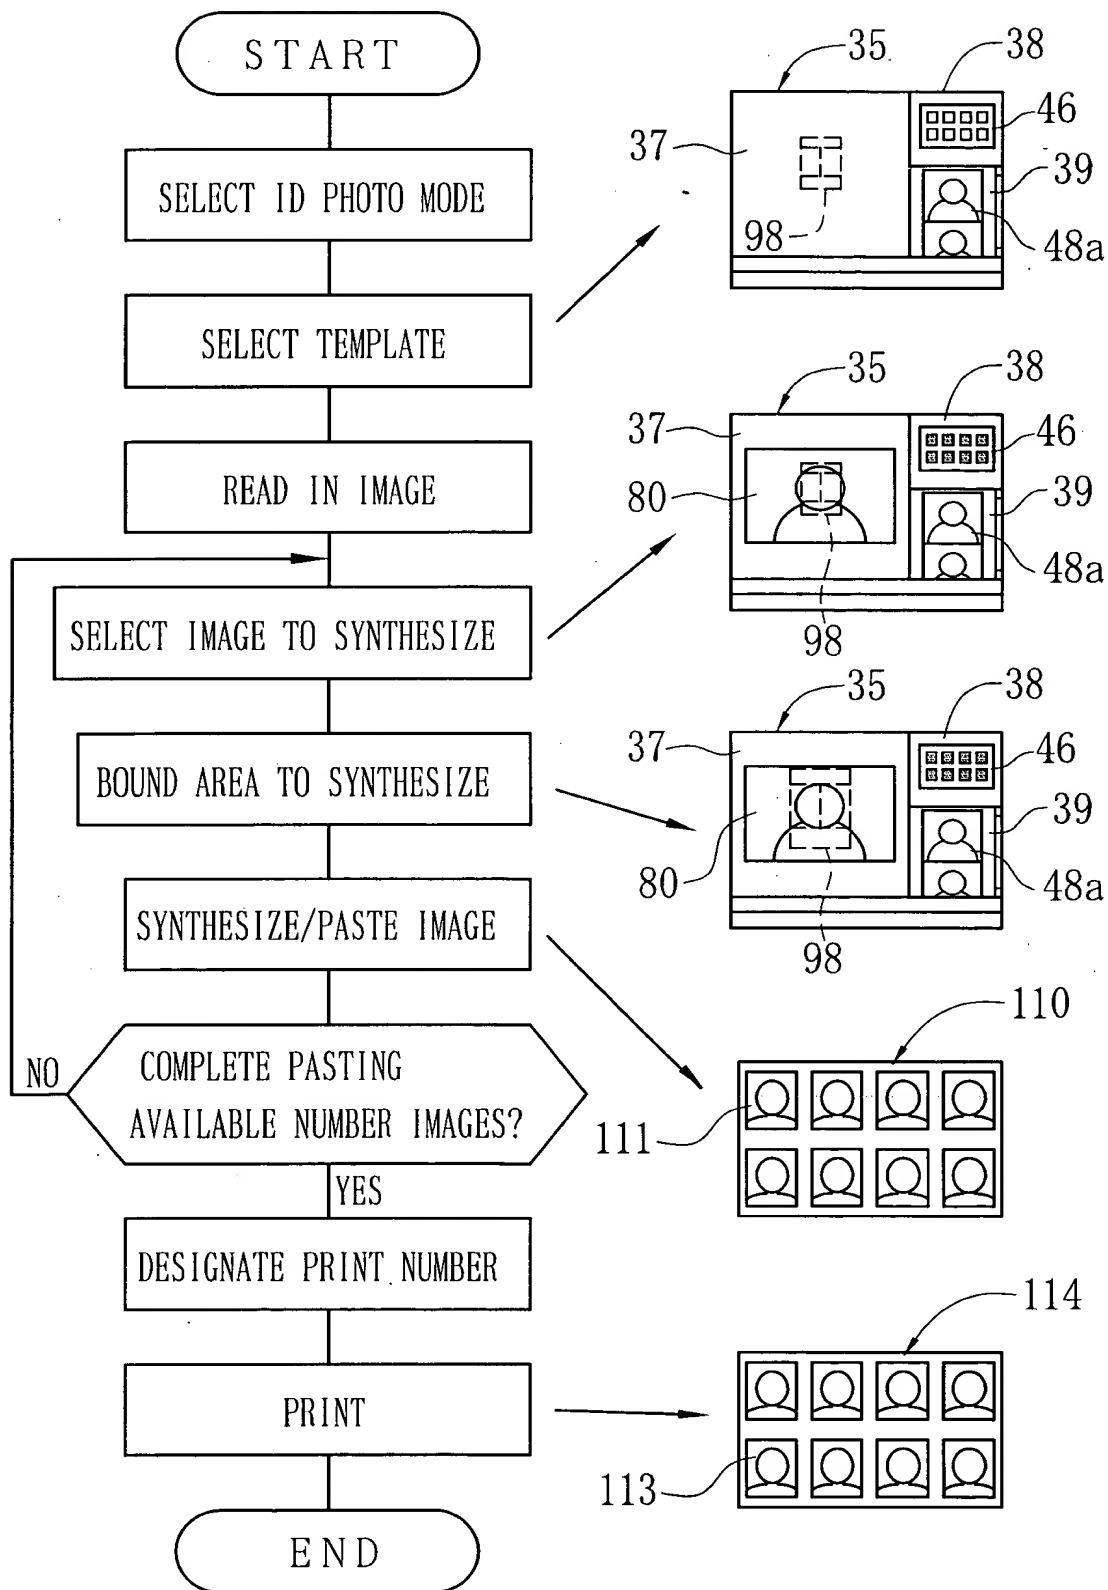 START
SELECT ID PHOTO MODE
SELECT TEMPLATE
READ IN IMAGE
SELECT IMAGE TO SYNTHESIZE
BOUND AREA TO SYNTHESIZE
SYNTHESIZE/PASTE IMAGE
NO
COMPLETE PASTING
AVAILABLE NUMBER IMAGES?
YES
DESIGNATE PRINT NUMBER
PRINT
END
35
38
46
37
39
98
48a
35
38
37
46
80
39
48a
98
35
38
37
46
39
80
48a
98
110
111
114
113